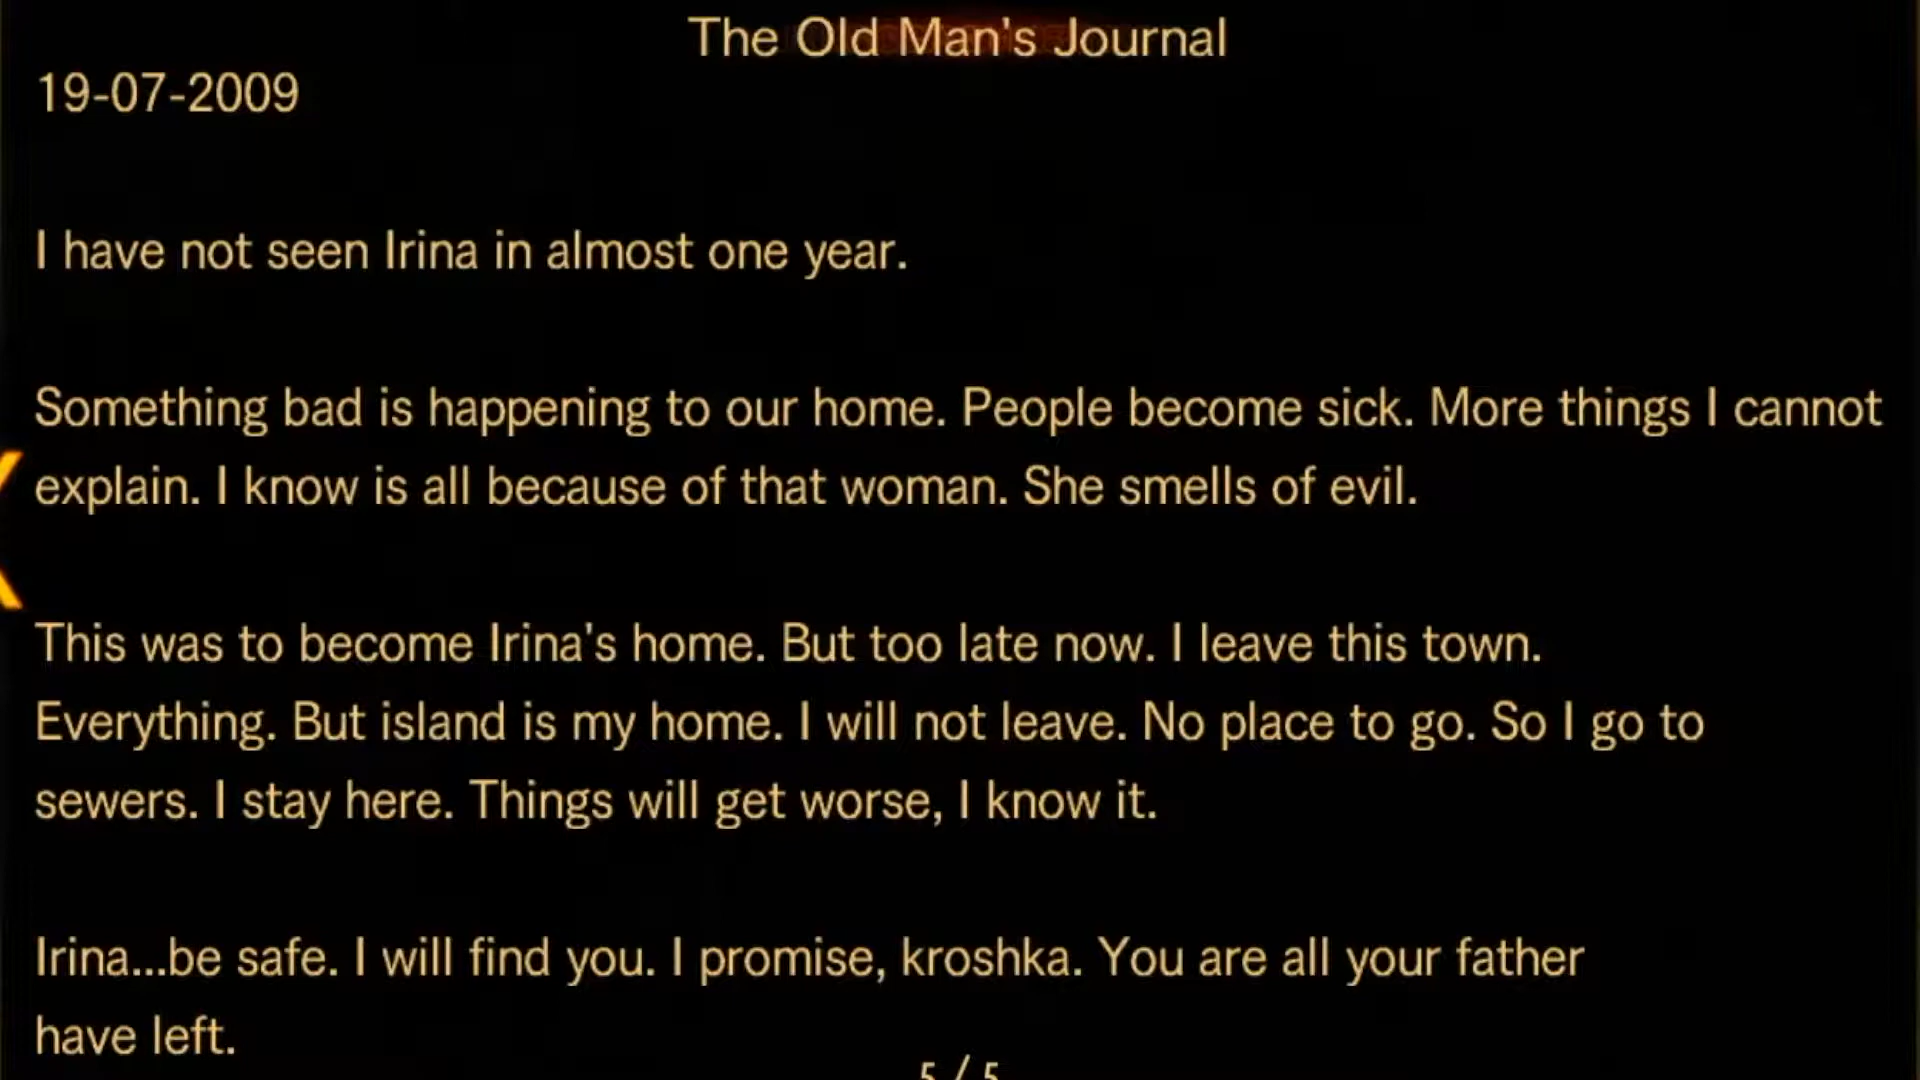 The Old Man's Journal
19-07-2009
I have not seen Irina in almost one year.
Something bad is happening to our home. People become sick. More things I cannot
explain. I know is all because of that woman. She smells of evil.
This was to become Irina's home. But too late now. I leave this town.
Everything. But island is my home. I will not leave. No place to go. So I go to
sewers. I stay here. Things will get worse, I know it.
Irina...be safe. I will find you. I promise, kroshka. You are all your father
have left.
5 / 5